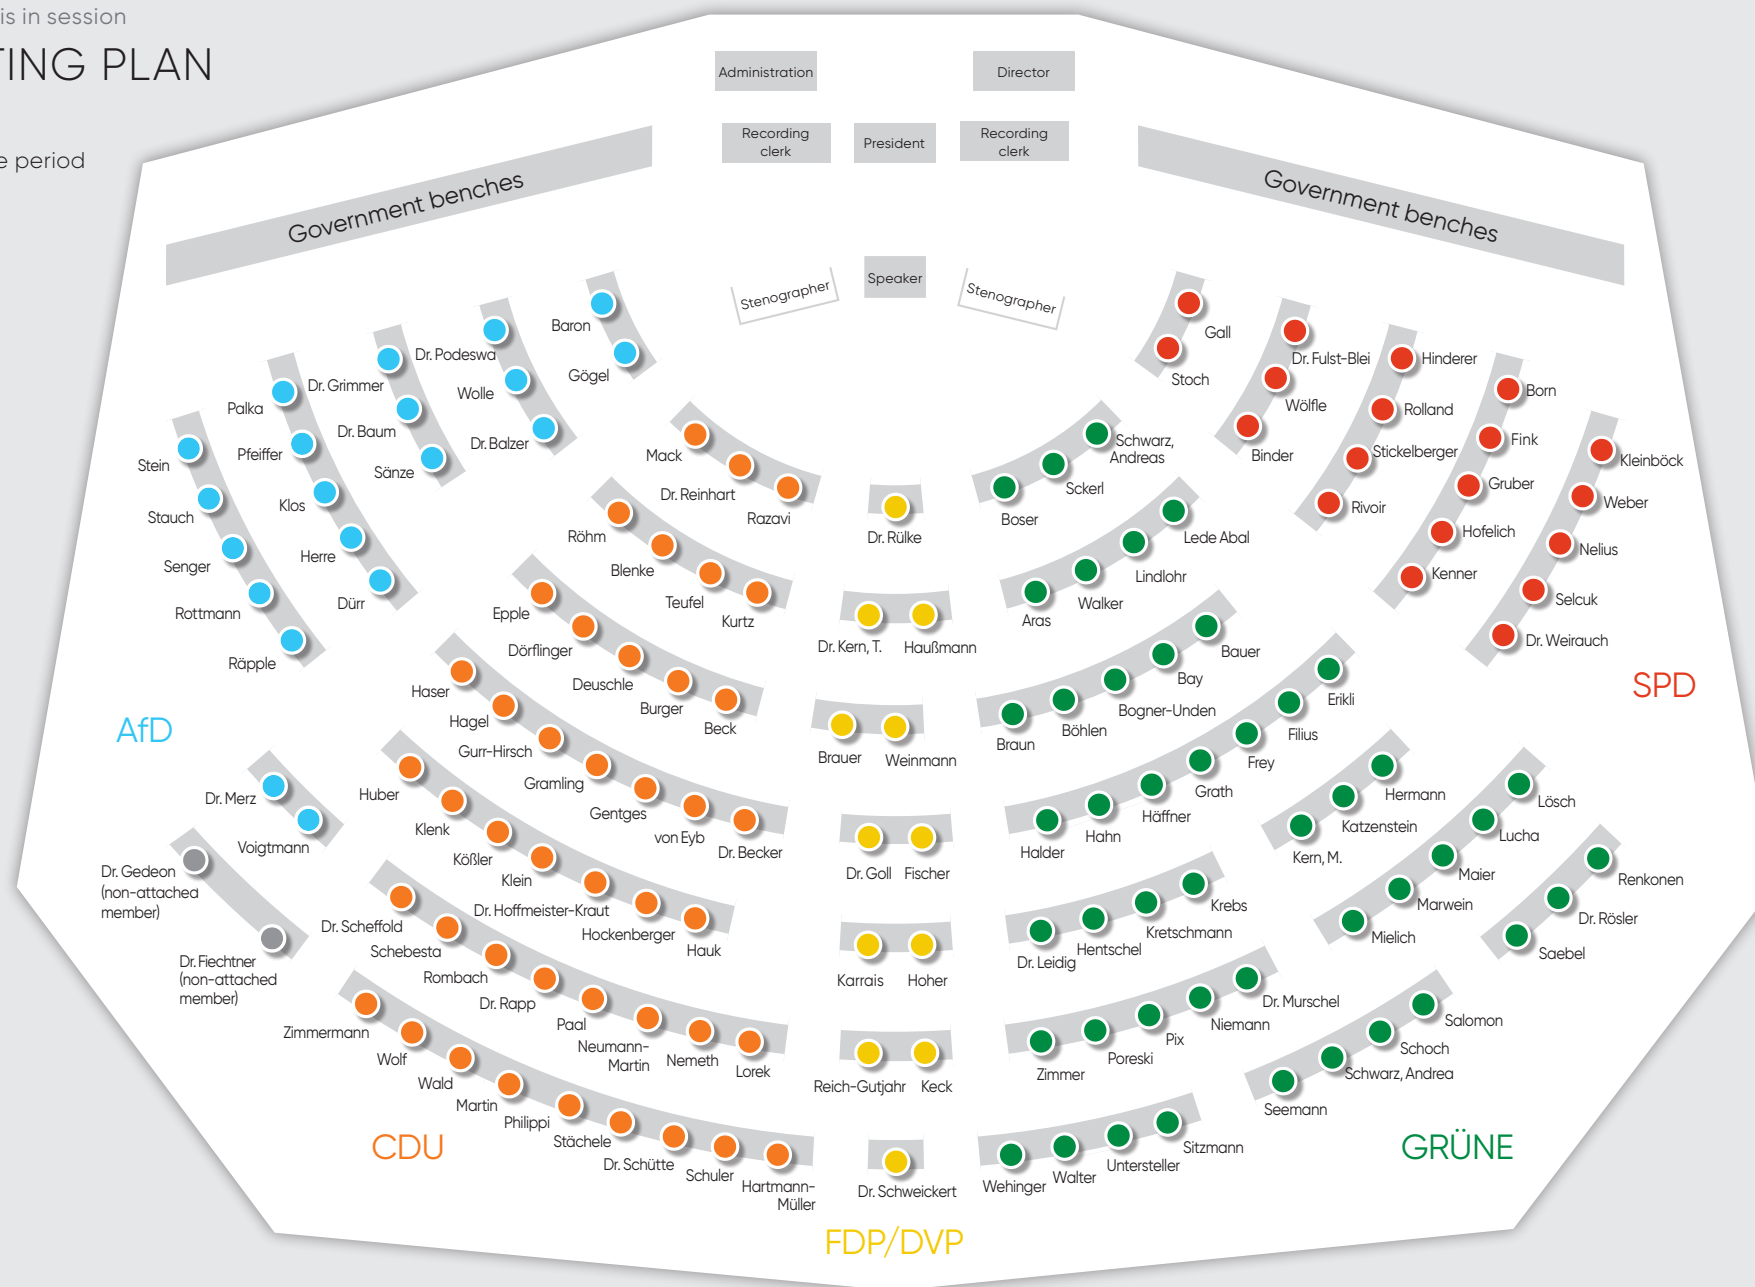 is in session
TING PLAN
e period
Administration
Director
Recording
clerk
President
Recording
clerk
Government benches
Government benches
Speaker
Stenographer
Stenographer
Baron
Gögel
Dr. Podeswa
Wolle
Dr. Balzer
Dr. Grimmer
Dr. Baum
Sänze
Palka
Pfeiffer
Klos
Herre
Dürr
Stein
Stauch
Senger
Rottmann
Räpple
AfD
Dr. Merz
Voigtmann
Dr. Gedeon
(non-attached
member)
Dr. Fiechtner
(non-attached
member)
Mack
Dr. Reinhart
Razavi
Röhm
Blenke
Teufel
Kurtz
Epple
Dörflinger
Deuschle
Burger
Beck
Haser
Hagel
Gurr-Hirsch
Gramling
Gentges
von Eyb
Dr. Becker
Huber
Klenk
Kößler
Klein
Dr. Hoffmeister-Kraut
Hockenberger
Hauk
Dr. Scheffold
Schebesta
Rombach
Dr. Rapp
Paal
Neumann-
Martin
Nemeth
Lorek
Zimmermann
Wolf
Wald
Martin
Philippi
Stächele
Dr. Schütte
Schuler
Hartmann-
Müller
CDU
Dr. Rülke
Dr. Kern, T.
Haußmann
Brauer
Weinmann
Dr. Goll
Fischer
Karrais
Hoher
Reich-Gutjahr
Keck
Dr. Schweickert
FDP/DVP
Schwarz,
Andreas
Sckerl
Boser
Lede Abal
Lindlohr
Walker
Aras
Bauer
Bay
Bogner-Unden
Böhlen
Braun
Erikli
Filius
Frey
Grath
Häffner
Hahn
Halder
Hermann
Katzenstein
Kern, M.
Krebs
Kretschmann
Hentschel
Dr. Leidig
Lösch
Lucha
Maier
Marwein
Mielich
Renkonen
Dr. Rösler
Saebel
Dr. Murschel
Niemann
Pix
Poreski
Zimmer
Salomon
Schoch
Schwarz, Andrea
Seemann
Sitzmann
Untersteller
Walter
Wehinger
GRÜNE
Gall
Stoch
Dr. Fulst-Blei
Wölfle
Binder
Hinderer
Rolland
Stickelberger
Rivoir
Born
Fink
Gruber
Hofelich
Kenner
Kleinböck
Weber
Nelius
Selcuk
Dr. Weirauch
SPD